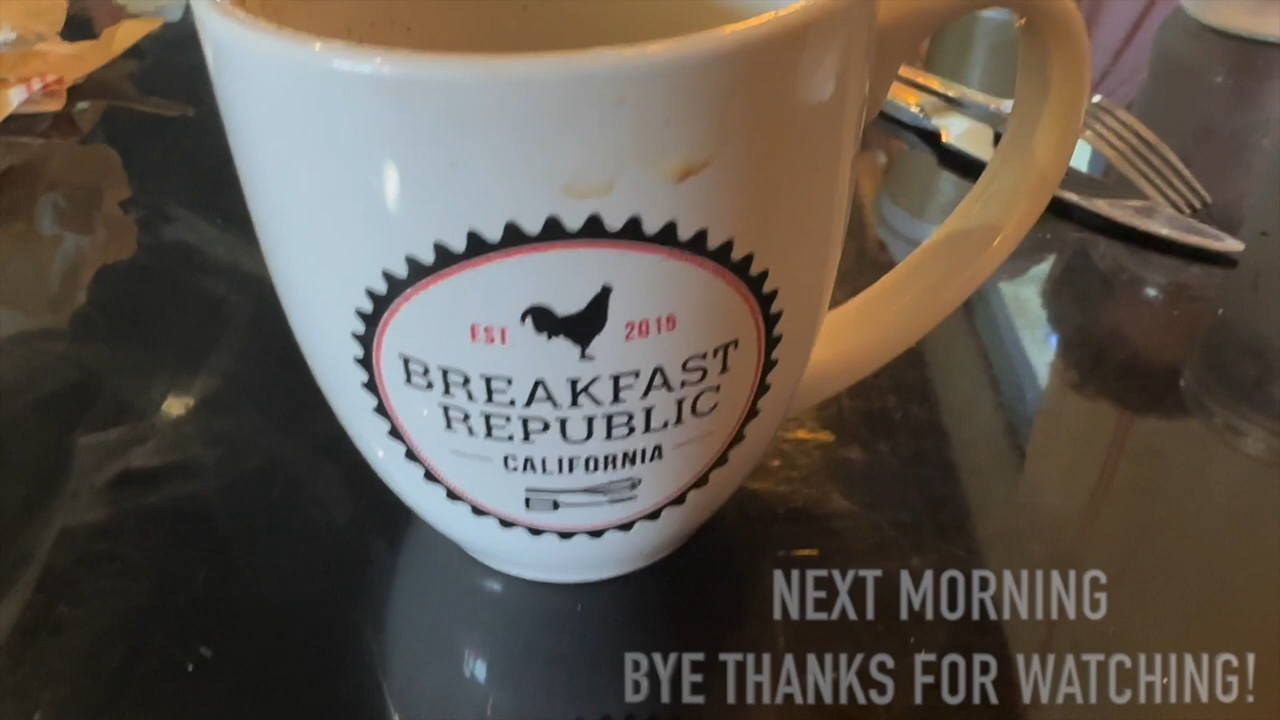 EST 2015
BREAKFAST
REPUBLIC
CALIFORNIA
NEXT MORNING
BYE THANKS FOR WATCHING!